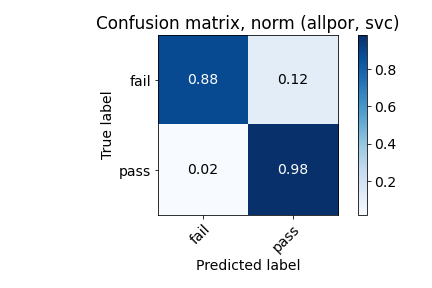 Confusion matrix, norm (allpor, svc)
True label
fail
0.88
0.12
pass
0.02
0.98
fail
pass
Predicted label
0.8
0.6
0.4
0.2